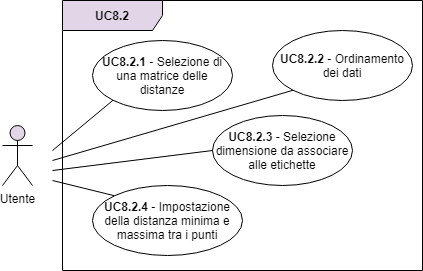 UC8.2
UC8.2.1 - Selezione di
una matrice delle
distanze
UC8.2.2 - Ordinamento
dei dati
UC8.2.3 - Selezione
dimensione da associare
alle etichette
Utente
UC8.2.4 - Impostazione
della distanza minima e
massima tra i punti